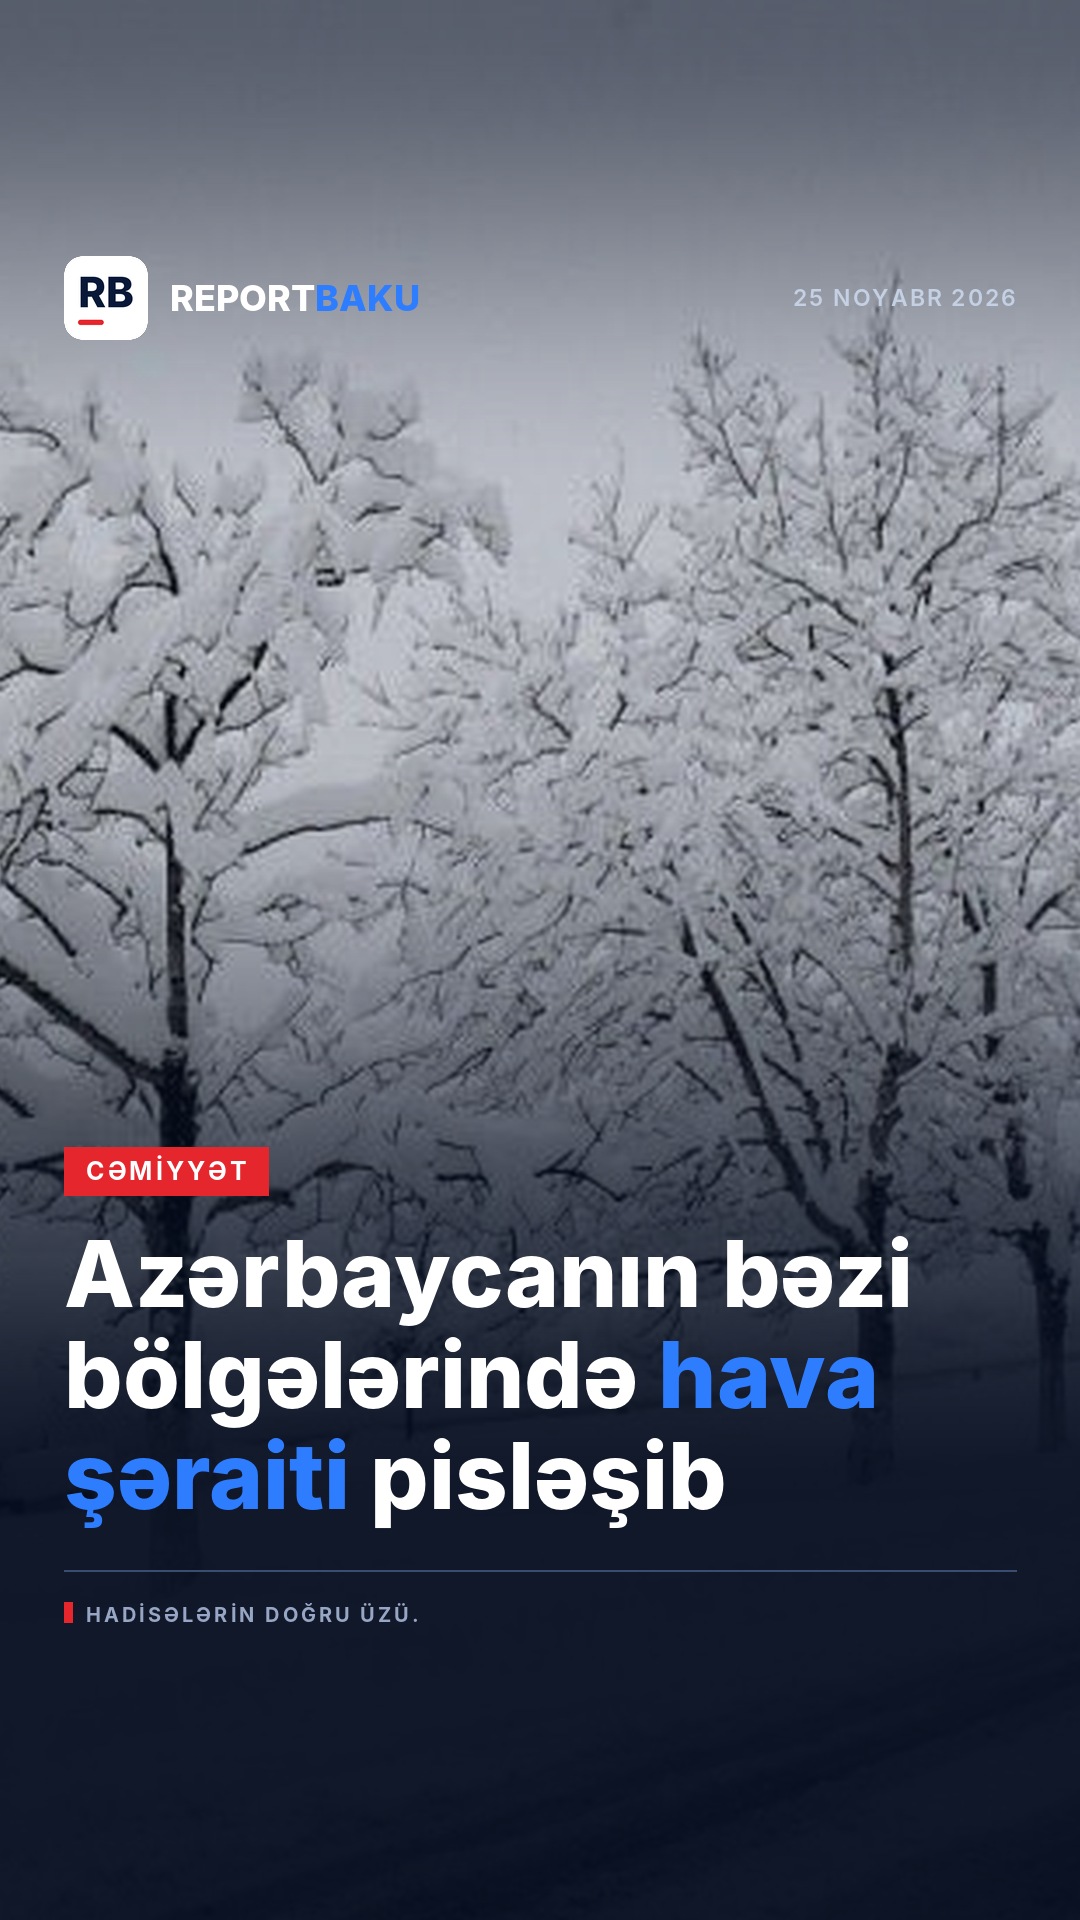 RB
REPORTBAKU
25 NOYABR 2026
CƏMİYYƏT
Azərbaycanın bəzi
bölgələrində hava
şəraiti pisləşib
HADİSƏLƏRİN DOĞRU ÜZÜ.